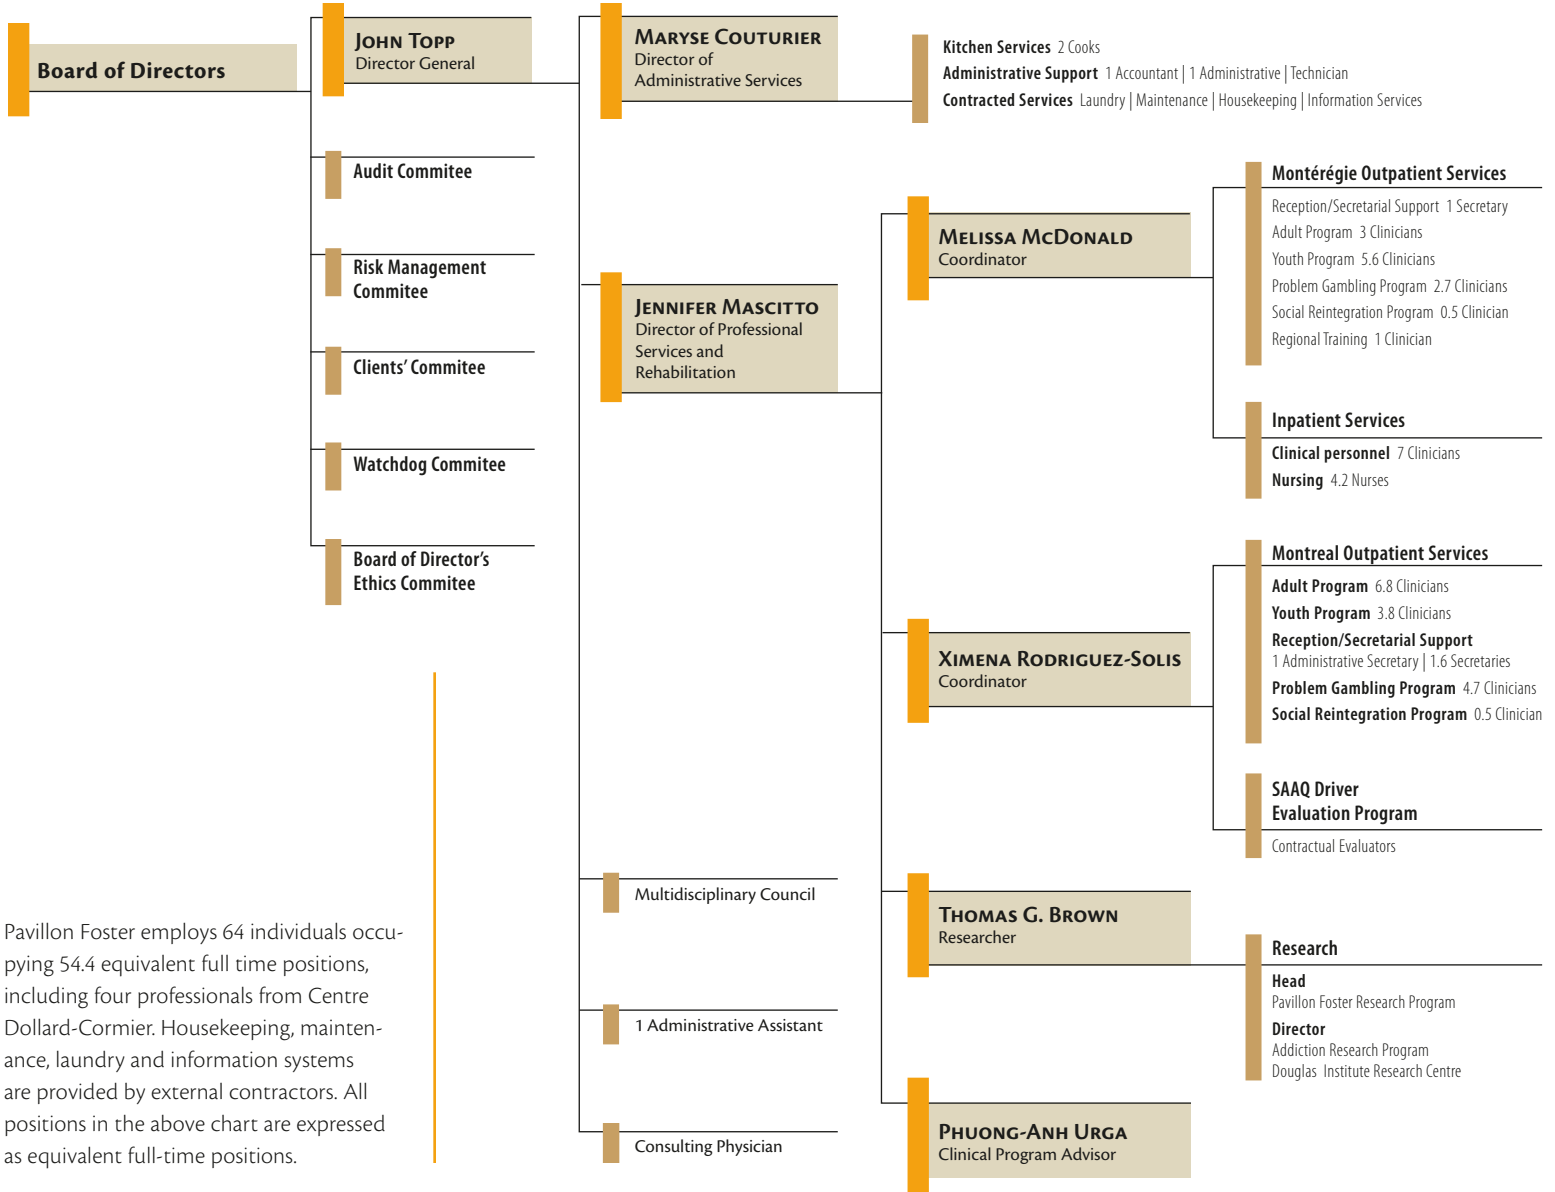 Board of Directors
John Topp
Director General
Audit Commitee
Risk Management
Commitee
Clients' Commitee
Watchdog Commitee
Board of Director's
Ethics Commitee
Maryse Couturier
Director of
Administrative Services
Kitchen Services 2 Cooks
Administrative Support 1 Accountant | 1 Administrative | Technician
Contracted Services Laundry | Maintenance | Housekeeping | Information Services
Jennifer Mascitto
Director of Professional
Services and
Rehabilitation
Multidisciplinary Council
1 Administrative Assistant
Consulting Physician
Melissa McDonald
Coordinator
Montérégie Outpatient Services
Reception/Secretarial Support 1 Secretary
Adult Program 3 Clinicians
Youth Program 5.6 Clinicians
Problem Gambling Program 2.7 Clinicians
Social Reintegration Program 0.5 Clinician
Regional Training 1 Clinician
Inpatient Services
Clinical personnel 7 Clinicians
Nursing 4.2 Nurses
Ximena Rodriguez-Solis
Coordinator
Montreal Outpatient Services
Adult Program 6.8 Clinicians
Youth Program 3.8 Clinicians
Reception/Secretarial Support
1 Administrative Secretary | 1.6 Secretaries
Problem Gambling Program 4.7 Clinicians
Social Reintegration Program 0.5 Clinician
SAAQ Driver
Evaluation Program
Contractual Evaluators
Thomas G. Brown
Researcher
Research
Head
Pavillon Foster Research Program
Director
Addiction Research Program
Douglas Institute Research Centre
Phuong-Anh Urga
Clinical Program Advisor
Pavillon Foster employs 64 individuals occu-
pying 54.4 equivalent full time positions,
including four professionals from Centre
Dollard-Cormier. Housekeeping, mainten-
ance, laundry and information systems
are provided by external contractors. All
positions in the above chart are expressed
as equivalent full-time positions.